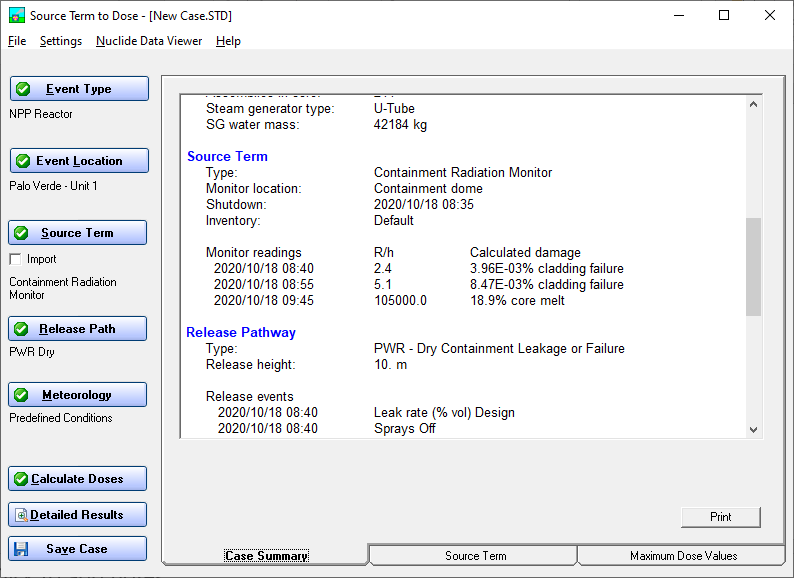 Source Term to Dose - [New Case.STD]
File Settings Nuclide Data Viewer Help
Event Type
NPP Reactor
Event Location
Palo Verde - Unit 1
Source Term
Import
Containment Radiation
Monitor
Release Path
PWR Dry
Meteorology
Predefined Conditions
Calculate Doses
Detailed Results
Save Case
Steam generator type: U-Tube
SG water mass: 42184 kg
Source Term
Type: Containment Radiation Monitor
Monitor location: Containment dome
Shutdown: 2020/10/18 08:35
Inventory: Default
Monitor readings R/h Calculated damage
2020/10/18 08:40 2.4 3.96E-03% cladding failure
2020/10/18 08:55 5.1 8.47E-03% cladding failure
2020/10/18 09:45 105000.0 18.9% core melt
Release Pathway
Type: PWR - Dry Containment Leakage or Failure
Release height: 10. m
Release events
2020/10/18 08:40 Leak rate (% vol) Design
2020/10/18 08:40 Sprays Off
Print
Case Summary Source Term Maximum Dose Values